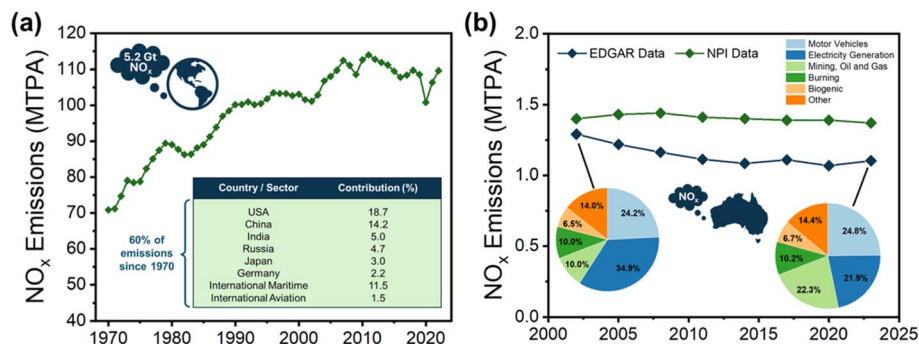 (a)
NOx Emissions (MTPA)
120
110
100
90
80
70
60
50
40
5.2 Gt
NOx
Country / Sector Contribution (%)
USA 18.7
China 14.2
India 5.0
Russia 4.7
Japan 3.0
Germany 2.2
International Maritime 11.5
International Aviation 1.5
60% of
emissions
since 1970
1970 1980 1990 2000 2010 2020
(b)
NOx Emissions (MTPA)
2.0
1.5
1.0
0.5
0.0
EDGAR Data NPI Data
Motor Vehicles
Electricity Generation
Mining, Oil and Gas
Burning
Biogenic
Other
NOx
14.0%
24.2%
6.5%
10.0%
10.0%
34.9%
14.4%
24.8%
6.7%
10.2%
22.3%
21.9%
2000 2005 2010 2015 2020 2025